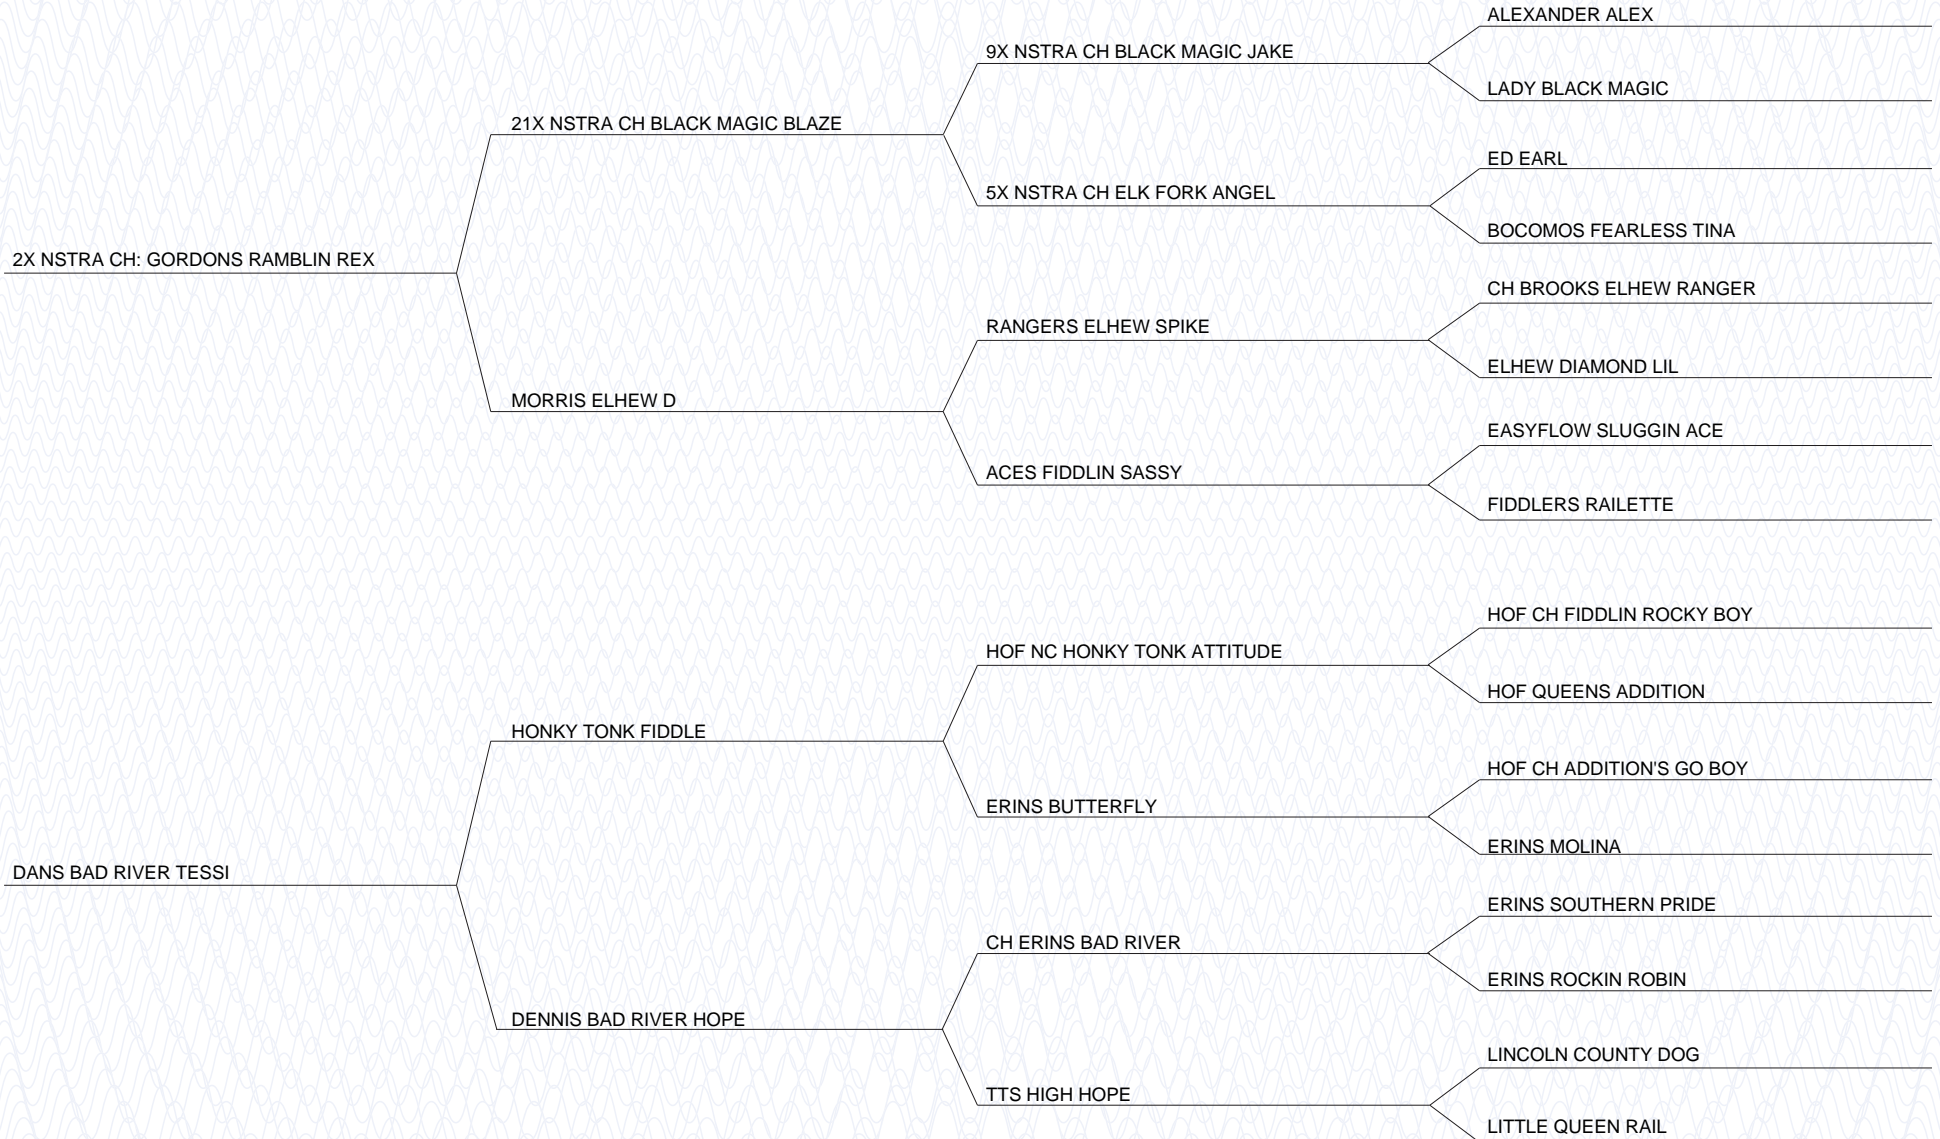 ALEXANDER ALEX
9X NSTRA CH BLACK MAGIC JAKE
LADY BLACK MAGIC
21X NSTRA CH BLACK MAGIC BLAZE
ED EARL
5X NSTRA CH ELK FORK ANGEL
BOCOMOS FEARLESS TINA
2X NSTRA CH: GORDONS RAMBLIN REX
CH BROOKS ELHEW RANGER
RANGERS ELHEW SPIKE
ELHEW DIAMOND LIL
MORRIS ELHEW D
EASYFLOW SLUGGIN ACE
ACES FIDDLIN SASSY
FIDDLERS RAILETTE
HOF CH FIDDLIN ROCKY BOY
HOF NC HONKY TONK ATTITUDE
HOF QUEENS ADDITION
HONKY TONK FIDDLE
HOF CH ADDITION'S GO BOY
ERINS BUTTERFLY
ERINS MOLINA
DANS BAD RIVER TESSI
ERINS SOUTHERN PRIDE
CH ERINS BAD RIVER
ERINS ROCKIN ROBIN
DENNIS BAD RIVER HOPE
LINCOLN COUNTY DOG
TTS HIGH HOPE
LITTLE QUEEN RAIL